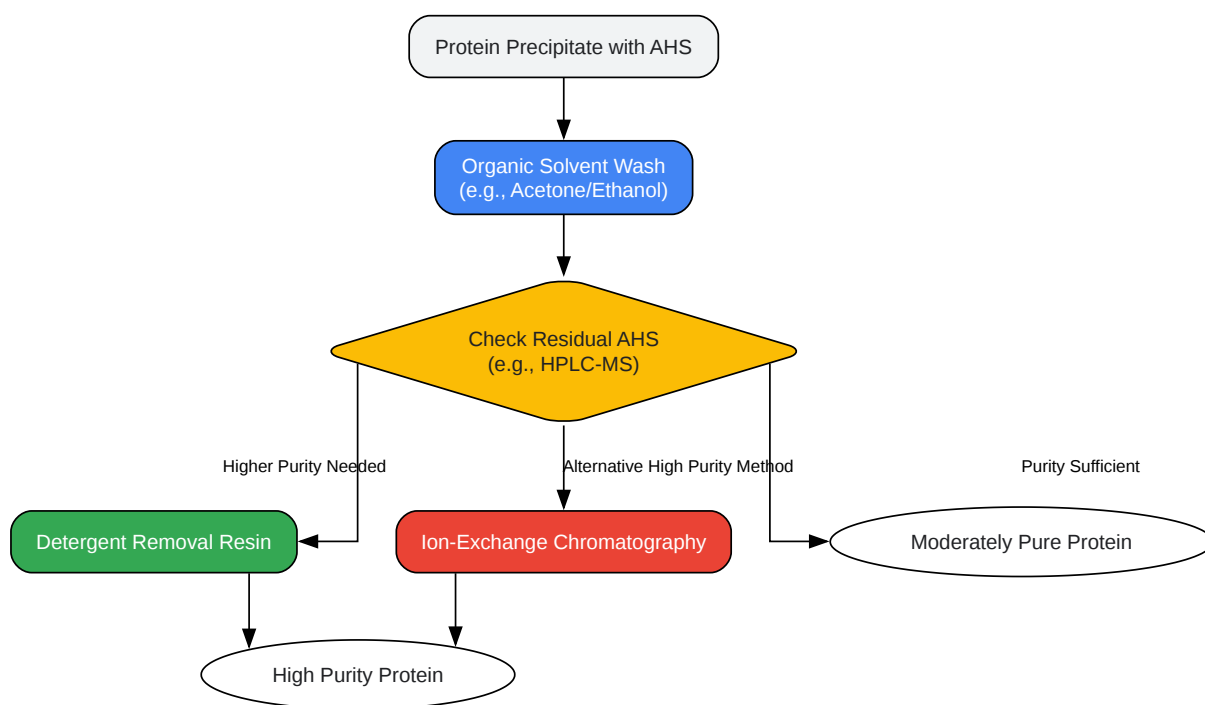 Protein Precipitate with AHS
Organic Solvent Wash
(e.g., Acetone/Ethanol)
Check Residual AHS
(e.g., HPLC-MS)
Higher Purity Needed
Alternative High Purity Method
Purity Sufficient
Detergent Removal Resin
Ion-Exchange Chromatography
Moderately Pure Protein
High Purity Protein